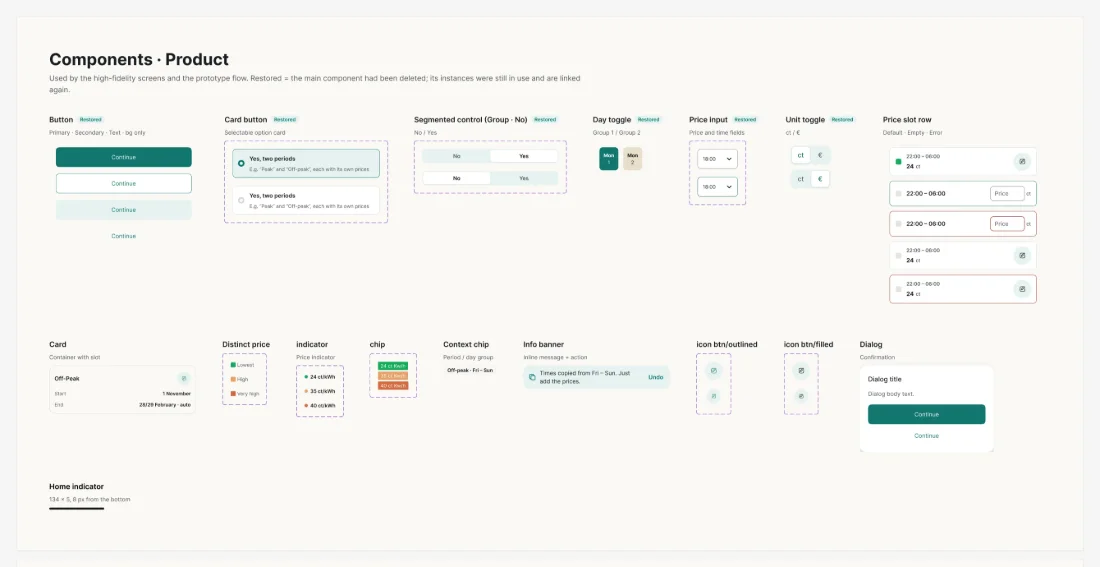 Components · Product
Used by the high-fidelity screens and the prototype flow. Restored = the main component had been deleted; its instances were still in use and are linked
again.
Button Restored
Primary · Secondary · Text · bg only
Continue
Continue
Continue
Continue
Card button Restored
Selectable option card
Yes, two periods
E.g. "Peak" and "Off-peak", each with its own prices
Yes, two periods
E.g. "Peak" and "Off-peak", each with its own prices
Segmented control (Group · No) Restored
No / Yes
No Yes
No Yes
Day toggle Restored
Group 1 / Group 2
Mon Mon
1 2
Price input Restored
Price and time fields
18:00
18:00
Unit toggle Restored
ct / €
ct €
ct €
Price slot row
Default · Empty · Error
22:00 – 06:00
24 ct
22:00 – 06:00 Price ct
22:00 – 06:00 Price ct
22:00 – 06:00
24 ct
22:00 – 06:00
24 ct
Card
Container with slot
Off-Peak
Start 1 November
End 28/29 February · auto
Distinct price
Lowest
High
Very high
indicator
Price indicator
24 ct/kWh
35 ct/kWh
40 ct/kWh
chip
24 ct kwh
35 ct kwh
40 ct kwh
Context chip
Period / day group
Off-peak · Fri – Sun
Info banner
Inline message + action
Times copied from Fri – Sun. Just
add the prices.
Undo
icon btn/outlined
icon btn/filled
Dialog
Confirmation
Dialog title
Dialog body text.
Continue
Continue
Home indicator
134 × 5, 8 px from the bottom